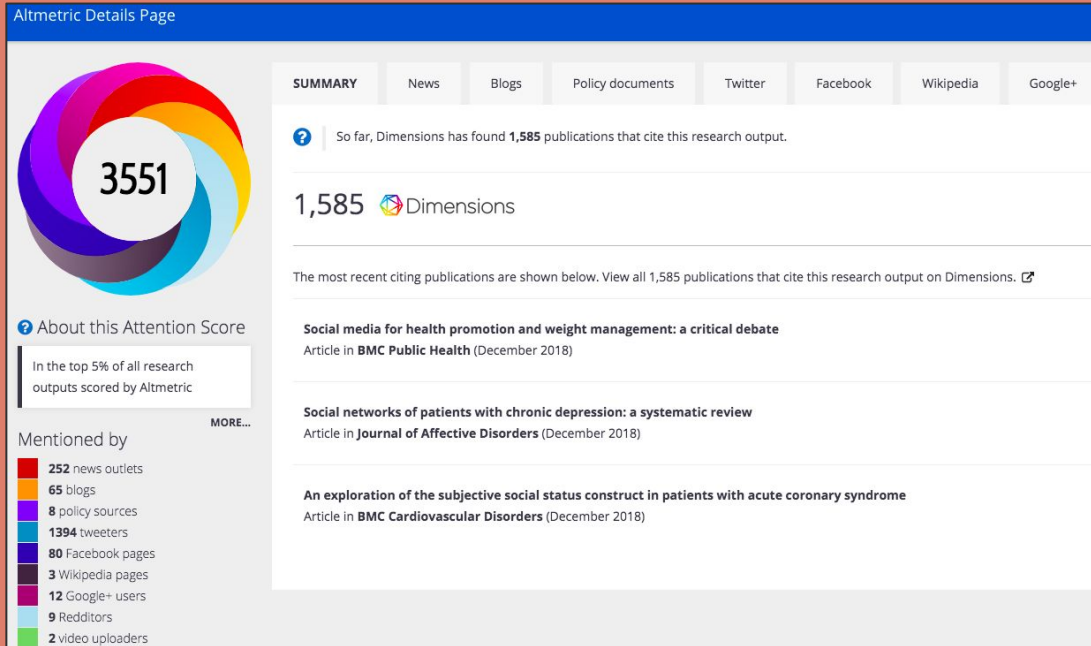 Altmetric Details Page
3551
About this Attention Score
In the top 5% of all research
outputs scored by Altmetric
MORE...
Mentioned by
252 news outlets
65 blogs
8 policy sources
1394 tweeters
80 Facebook pages
3 Wikipedia pages
12 Google+ users
9 Redditors
2 video uploaders
SUMMARY News Blogs Policy documents Twitter Facebook Wikipedia Google+
? So far, Dimensions has found 1,585 publications that cite this research output.
1,585 Dimensions
The most recent citing publications are shown below. View all 1,585 publications that cite this research output on Dimensions.
Social media for health promotion and weight management: a critical debate
Article in BMC Public Health (December 2018)
Social networks of patients with chronic depression: a systematic review
Article in Journal of Affective Disorders (December 2018)
An exploration of the subjective social status construct in patients with acute coronary syndrome
Article in BMC Cardiovascular Disorders (December 2018)